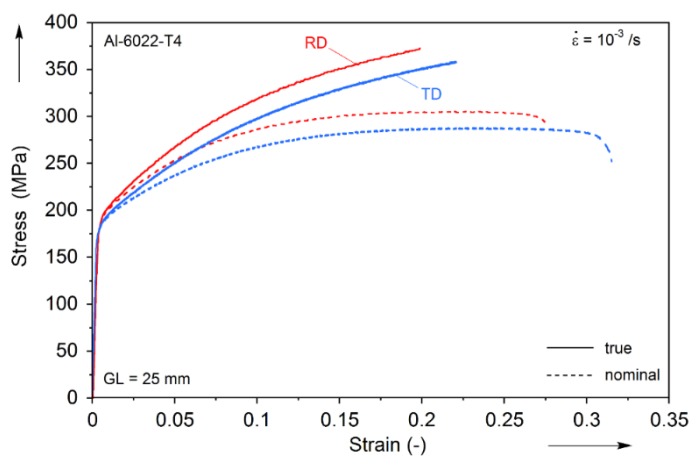 400
Al-6022-T4
RD
ε̇ = 10⁻³ /s
350
TD
300
250
200
150
100
50
true
nominal
0
GL = 25 mm
0
0.05
0.1
0.15
0.2
0.25
0.3
0.35
Stress (MPa)
Strain (-)